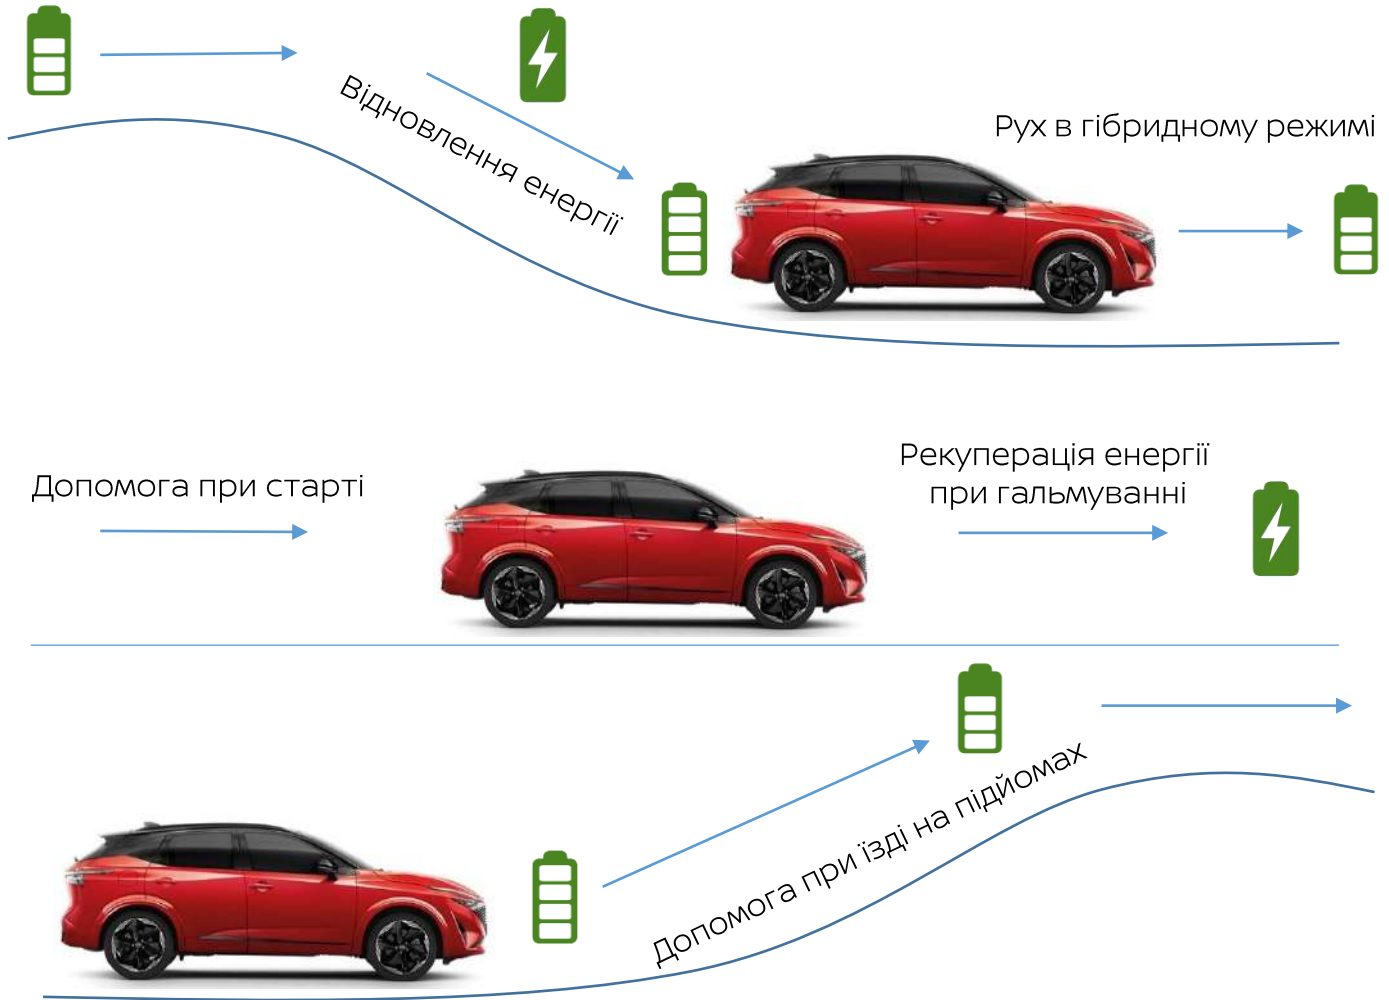 Відновлення енергії
Рух в гібридному режимі
Допомога при старті
Рекуперація енергії
при гальмуванні
Допомога при їзді на підйомах